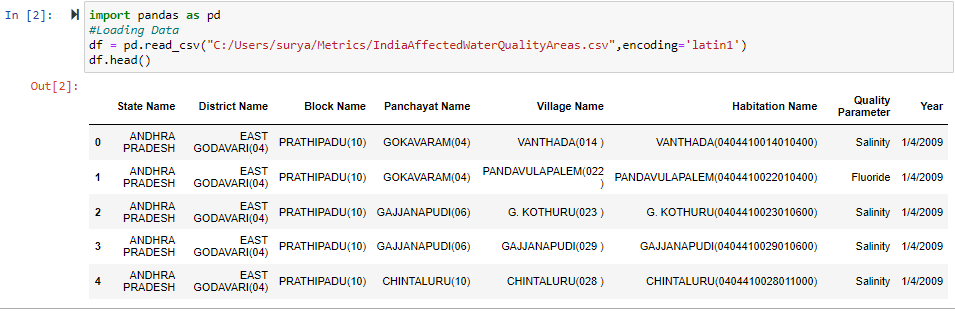 In [2]:
import pandas as pd
#Loading Data
df = pd.read_csv("C:/Users/surya/Metrics/IndiaAffectedWaterQualityAreas.csv",encoding='latin1')
df.head()
Out[2]:
State Name District Name Block Name Panchayat Name Village Name Habitation Name Quality Parameter Year
0 ANDHRA PRADESH EAST GODAVARI(04) PRATHIPADU(10) GOKAVARAM(04) VANTHADA(014 ) VANTHADA(0404410014010400) Salinity 1/4/2009
1 ANDHRA PRADESH EAST GODAVARI(04) PRATHIPADU(10) GOKAVARAM(04) PANDAVULAPALEM(022 ) PANDAVULAPALEM(0404410022010400) Fluoride 1/4/2009
2 ANDHRA PRADESH EAST GODAVARI(04) PRATHIPADU(10) GAJJANAPUDI(06) G. KOTHURU(023 ) G. KOTHURU(0404410023010600) Salinity 1/4/2009
3 ANDHRA PRADESH EAST GODAVARI(04) PRATHIPADU(10) GAJJANAPUDI(06) GAJJANAPUDI(029 ) GAJJANAPUDI(0404410029010600) Salinity 1/4/2009
4 ANDHRA PRADESH EAST GODAVARI(04) PRATHIPADU(10) CHINTALURU(10) CHINTALURU(028 ) CHINTALURU(0404410028011000) Salinity 1/4/2009